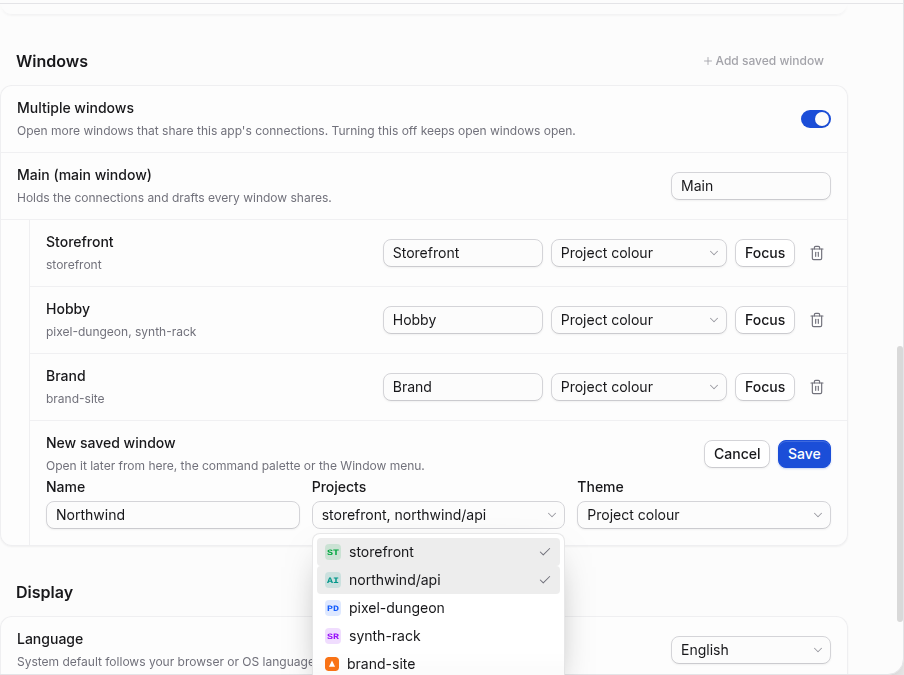 Windows
+ Add saved window
Multiple windows
Open more windows that share this app's connections. Turning this off keeps open windows open.
Main (main window)
Holds the connections and drafts every window shares.
Main
Storefront
storefront
Storefront
Project colour
Focus
Hobby
pixel-dungeon, synth-rack
Hobby
Project colour
Focus
Brand
brand-site
Brand
Project colour
Focus
New saved window
Open it later from here, the command palette or the Window menu.
Cancel
Save
Name
Projects
Theme
Northwind
storefront, northwind/api
Project colour
ST storefront
AI northwind/api
PD pixel-dungeon
SR synth-rack
brand-site
Display
Language
System default follows your browser or OS language
English